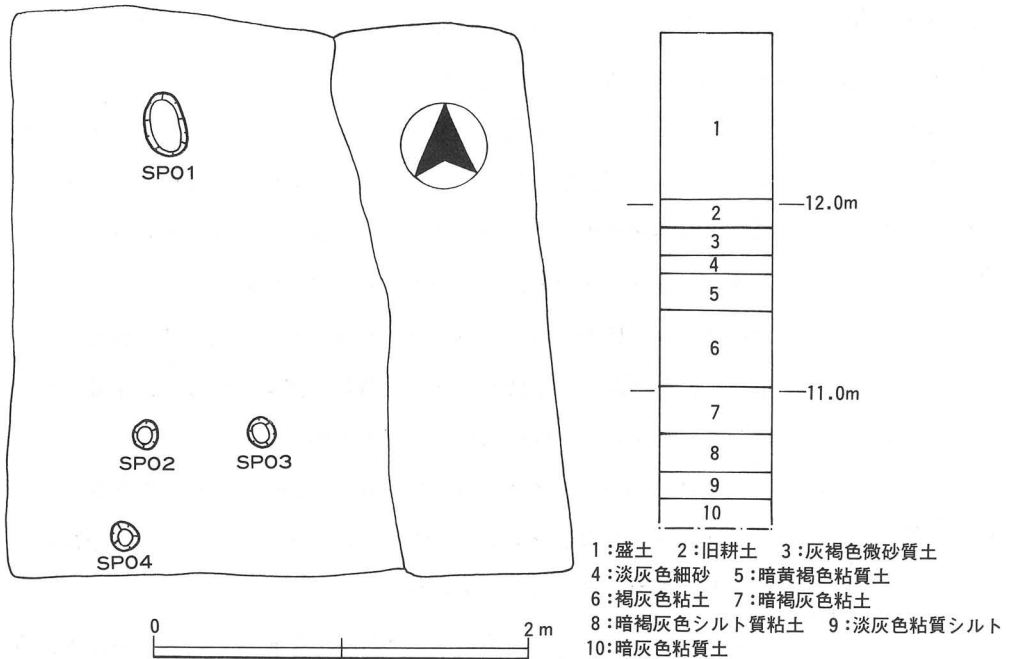 SP01
SP02
SP03
SP04
0
2 m
1
2
3
4
5
6
7
8
9
10
12.0m
11.0m
1:盛土 2:旧耕土 3:灰褐色微砂質土
4:淡灰色細砂 5:暗黄褐色粘質土
6:褐灰色粘土 7:暗褐灰色粘土
8:暗褐灰色シルト質粘土 9:淡灰色粘質シルト
10:暗灰色粘質土